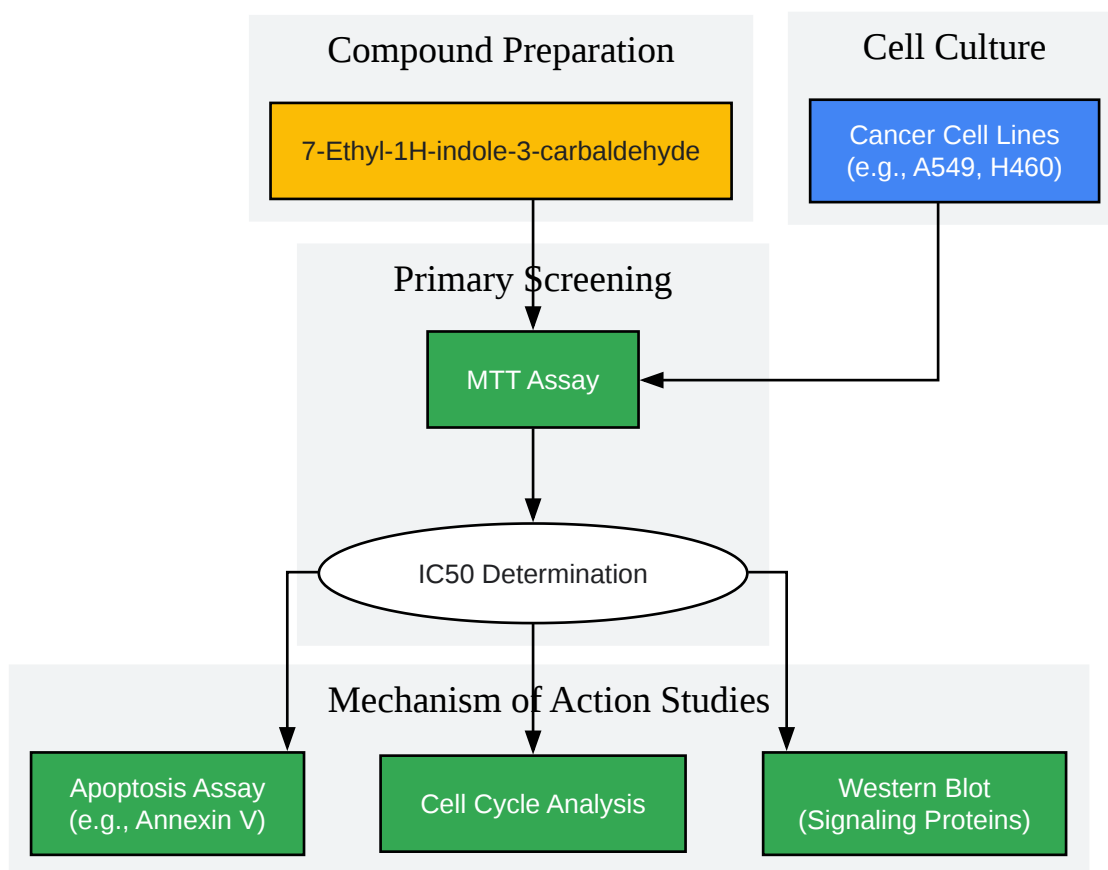 Compound Preparation
Cell Culture
7-Ethyl-1H-indole-3-carbaldehyde
Cancer Cell Lines
(e.g., A549, H460)
Primary Screening
MTT Assay
IC50 Determination
Mechanism of Action Studies
Apoptosis Assay
(e.g., Annexin V)
Cell Cycle Analysis
Western Blot
(Signaling Proteins)